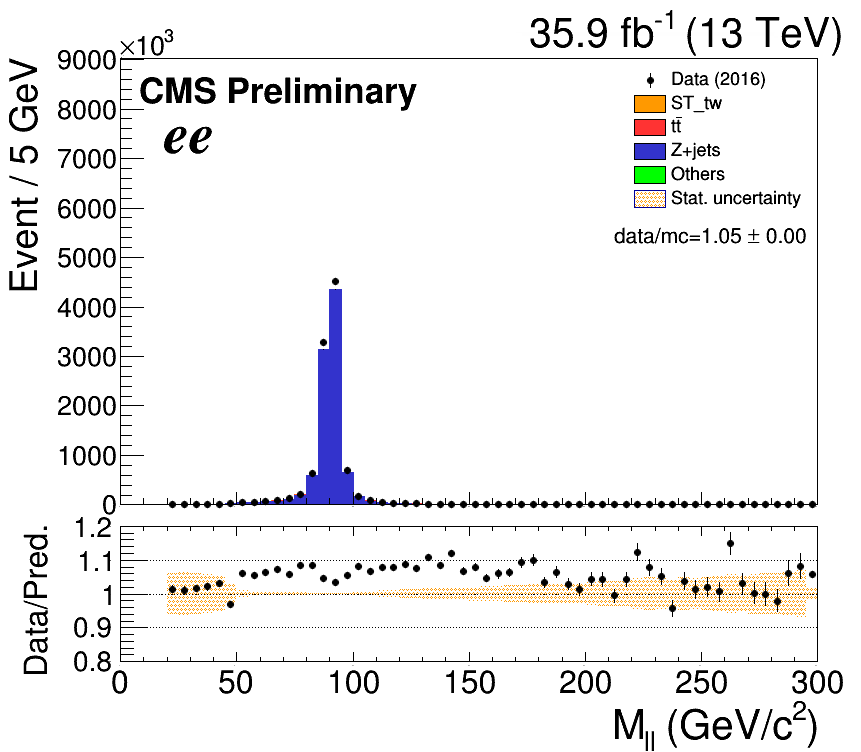 35.9 fb⁻¹ (13 TeV)
×10³
CMS Preliminary
ee
Data (2016)
ST_tw
tt̄
Z+jets
Others
Stat. uncertainty
data/mc=1.05 ± 0.00
Event / 5 GeV
9000
8000
7000
6000
5000
4000
3000
2000
1000
0
Data/Pred.
1.2
1.1
1
0.9
0.8
0 50 100 150 200 250 300
M_ll (GeV/c²)